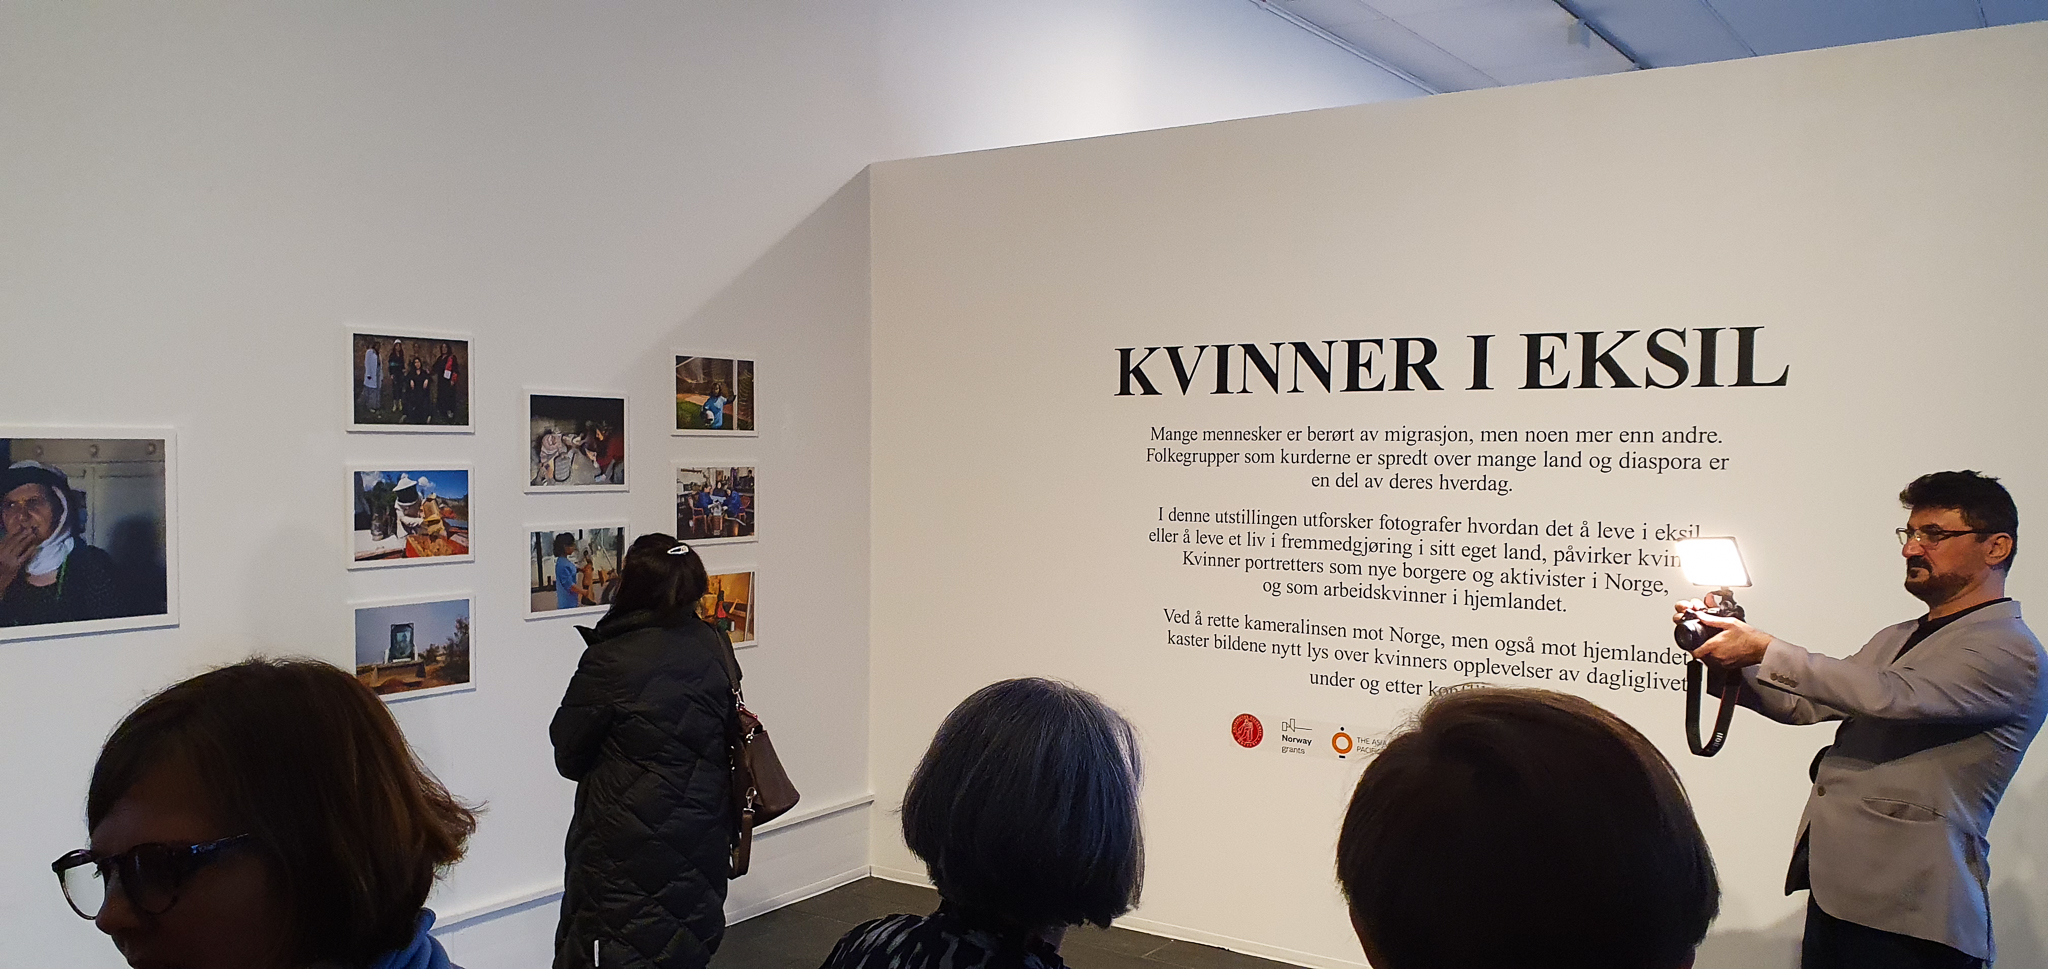 KVINNER I EKSIL
Mange mennesker er berørt av migrasjon, men noen mer enn andre.
Folkegrupper som kurderne er spredt over mange land og diaspora er
en del av deres hverdag.
I denne utstillingen utforsker fotografer hvordan det å leve i eksil
eller å leve et liv i fremmedgjøring i sitt eget land, påvirker
Kvinner portretters som nye borgere og aktivister i Norge,
og som arbeidskvinner i hjemlandet.
Ved å rette kameralinsen mot Norge, men også mot hjemlandet
kaster bildene nytt lys over kvinners opplevelser av dagliglivet
under og etter
Norway
grants
THE